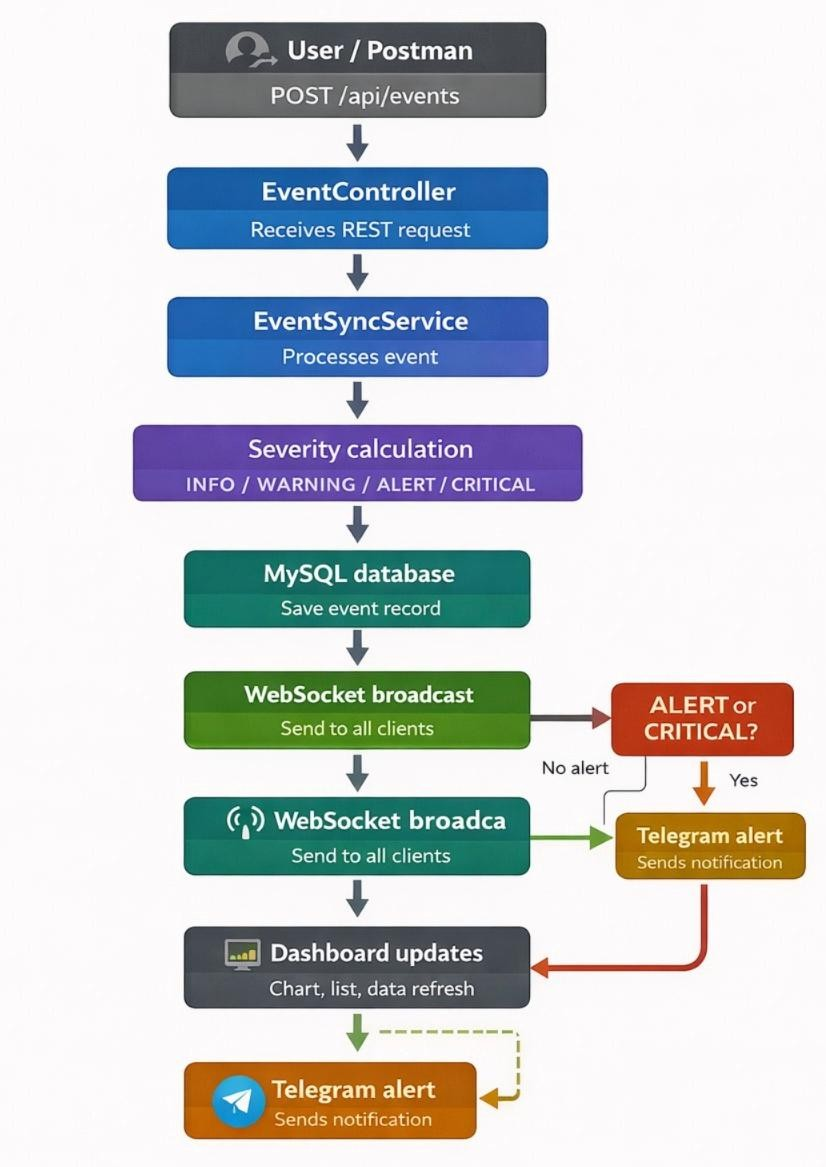 User / Postman
POST /api/events
EventController
Receives REST request
EventSyncService
Processes event
Severity calculation
INFO / WARNING / ALERT / CRITICAL
MySQL database
Save event record
WebSocket broadcast
Send to all clients
ALERT or
CRITICAL?
No alert
Yes
WebSocket broadca
Send to all clients
Telegram alert
Sends notification
Dashboard updates
Chart, list, data refresh
Telegram alert
Sends notification